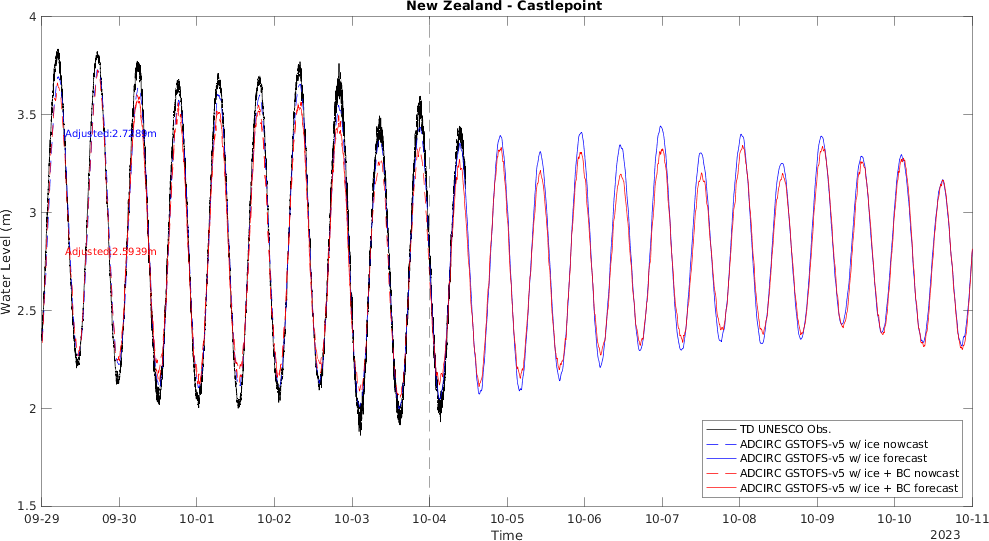 New Zealand - Castlepoint
Water Level (m)
4
3.5
3
2.5
2
1.5
Adjusted:2.7289m
Adjusted:2.5939m
TD UNESCO Obs.
ADCIRC GSTOFS-v5 w/ ice nowcast
ADCIRC GSTOFS-v5 w/ ice forecast
ADCIRC GSTOFS-v5 w/ ice + BC nowcast
ADCIRC GSTOFS-v5 w/ ice + BC forecast
09-29 09-30 10-01 10-02 10-03 10-04 10-05 10-06 10-07 10-08 10-09 10-10 10-11
Time
2023